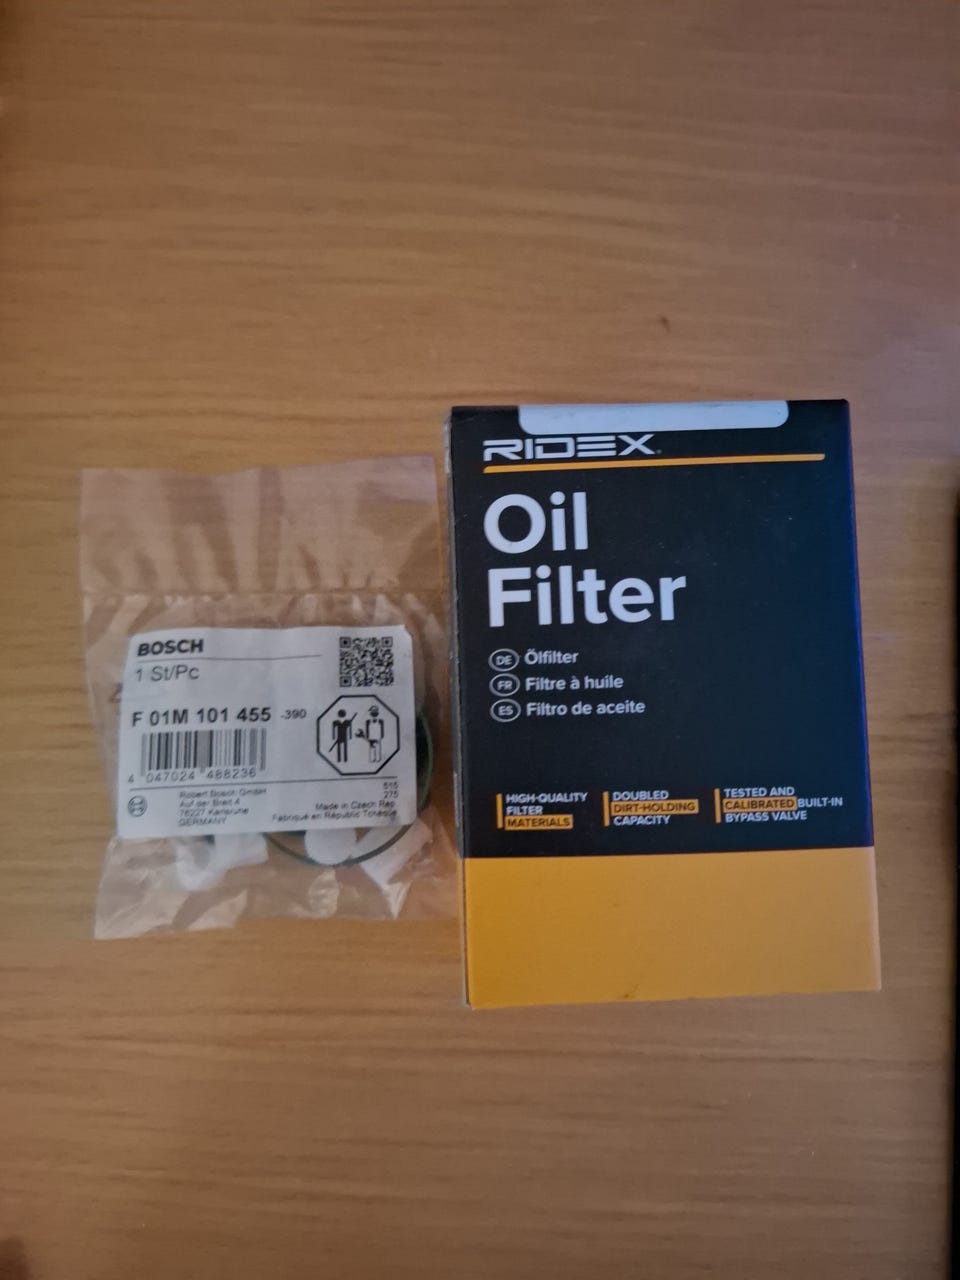 BOSCH
1 St/Pc
F 01M 101 455 -390
4 047024 488236
Robert Bosch GmbH
Auf der Breit 4
76227 Karlsruhe
GERMANY
515
275
Made in Czech Rep.
Fabriqué en République Tchèque
RIDEX
Oil
Filter
DE Ölfilter
FR Filtre à huile
ES Filtro de aceite
HIGH-QUALITY
FILTER
MATERIALS
DOUBLED
DIRT-HOLDING
CAPACITY
TESTED AND
CALIBRATED BUILT-IN
BYPASS VALVE